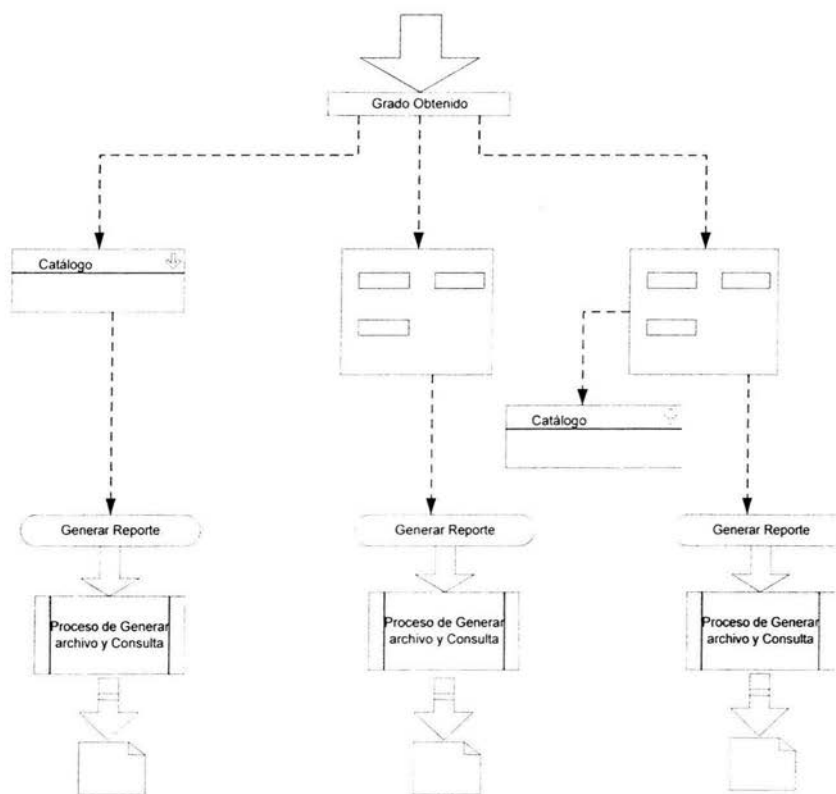 Grado Obtenido
Catálogo
Catálogo
Generar Reporte
Generar Reporte
Generar Reporte
Proceso de Generar
archivo y Consulta
Proceso de Generar
archivo y Consulta
Proceso de Generar
archivo y Consulta